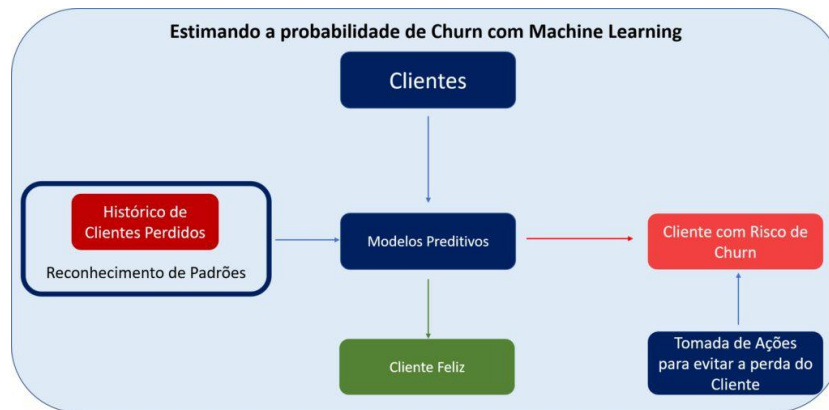 Estimando a probabilidade de Churn com Machine Learning
Clientes
Histórico de
Clientes Perdidos
Reconhecimento de Padrões
Modelos Preditivos
Cliente com Risco de
Churn
Cliente Feliz
Tomada de Ações
para evitar a perda do
Cliente